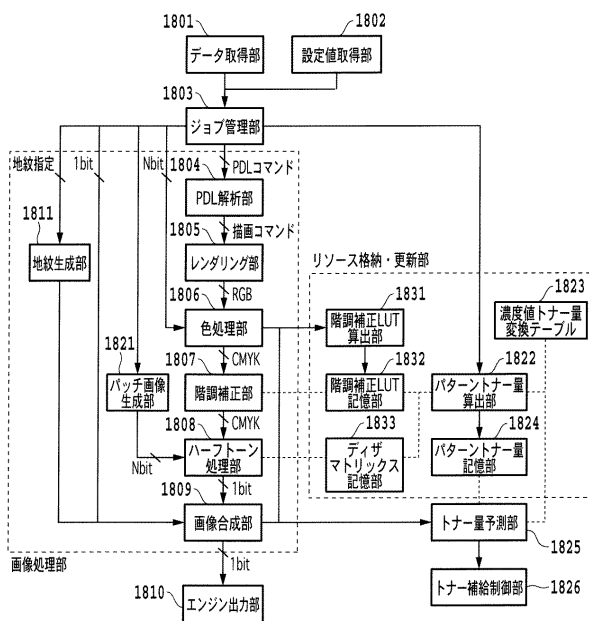 1801
1802
データ取得部
設定値取得部
1803
ジョブ管理部
地紋指定
1bit
Nbit
PDLコマンド
1804
PDL解析部
1811
描画コマンド
1805
地紋生成部
レンダリング部
リソース格納・更新部
1823
RGB
1806
1831
濃度値トナー量
変換テーブル
色処理部
階調補正LUT
算出部
1821
CMYK
1807
1832
1822
パッチ画像
生成部
階調補正部
階調補正LUT
記憶部
パターントナー量
算出部
CMYK
1808
1833
1824
ハーフトーン
処理部
ディザ
マトリックス
記憶部
パターントナー量
記憶部
Nbit
1bit
1809
画像合成部
トナー量予測部
1825
画像処理部
1bit
1810
エンジン出力部
トナー補給制御部
1826